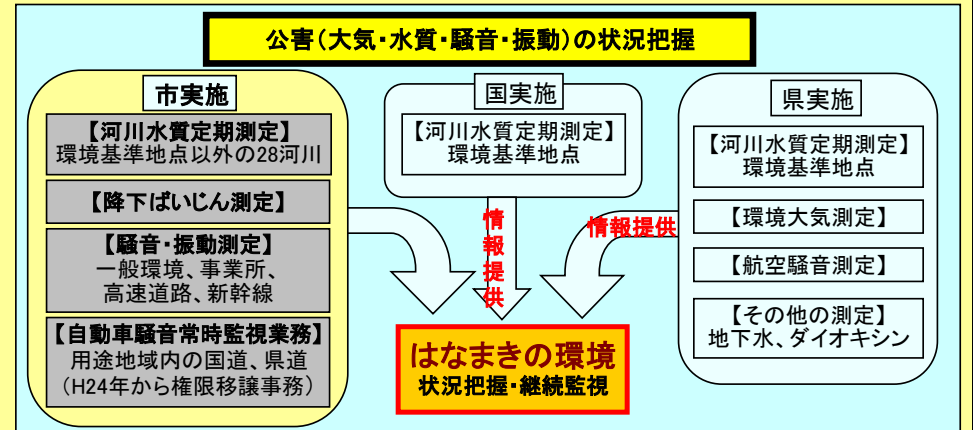 公害(大気・水質・騒音・振動)の状況把握
市実施
【河川水質定期測定】
環境基準地点以外の28河川
【降下ばいじん測定】
【騒音・振動測定】
一般環境、事業所、
高速道路、新幹線
【自動車騒音常時監視業務】
用途地域内の国道、県道
(H24年から権限移譲事務)
国実施
【河川水質定期測定】
環境基準地点
情報提供
県実施
【河川水質定期測定】
環境基準地点
【環境大気測定】
【航空騒音測定】
【その他の測定】
地下水、ダイオキシン
情報提供
はなまきの環境
状況把握・継続監視